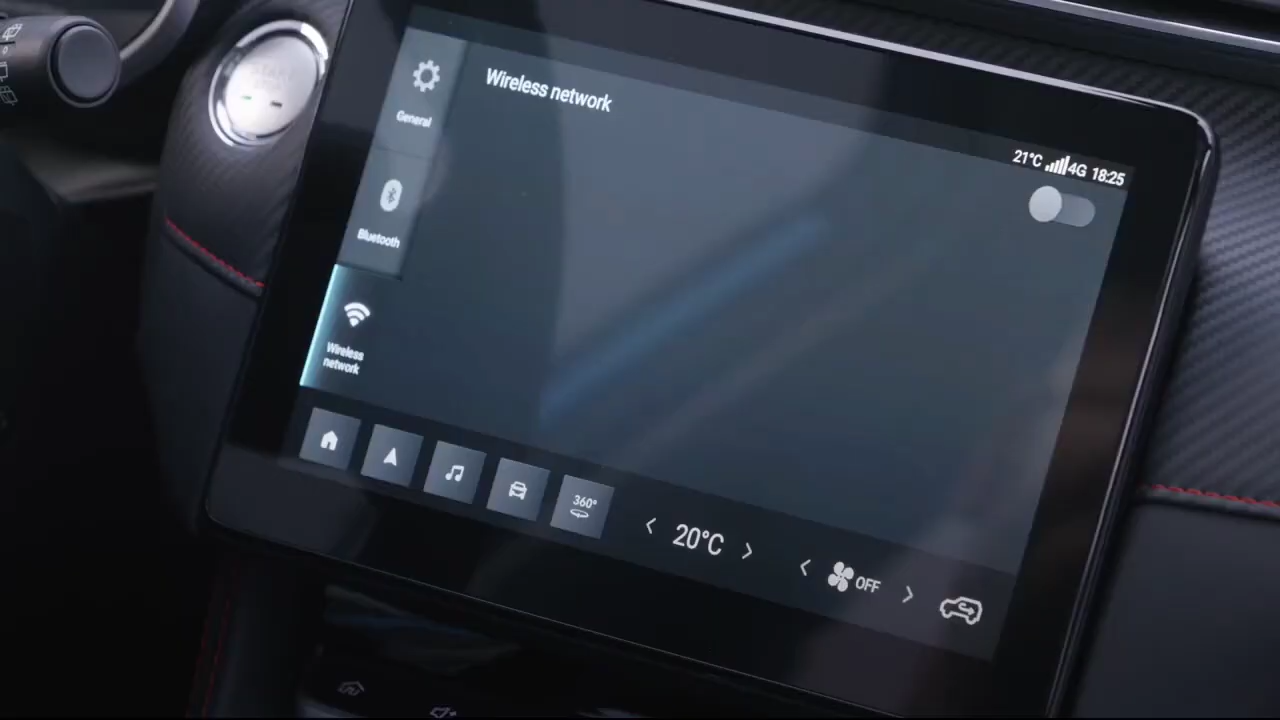 Wireless network
General
21°C 4G 18:25
Bluetooth
Wireless
network
360°
20°C
OFF